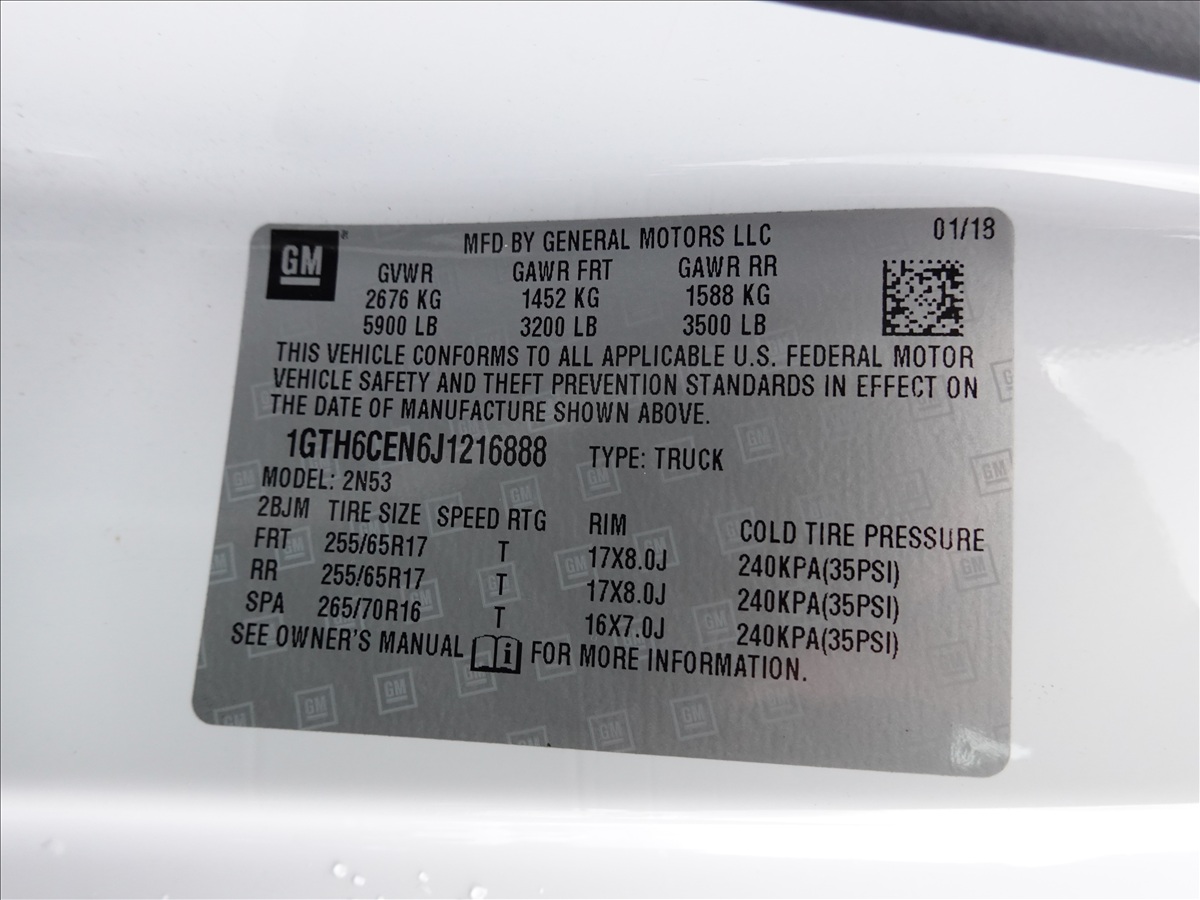 GM
MFD BY GENERAL MOTORS LLC 01/18
GVWR GAWR FRT GAWR RR
2676 KG 1452 KG 1588 KG
5900 LB 3200 LB 3500 LB
THIS VEHICLE CONFORMS TO ALL APPLICABLE U.S. FEDERAL MOTOR
VEHICLE SAFETY AND THEFT PREVENTION STANDARDS IN EFFECT ON
THE DATE OF MANUFACTURE SHOWN ABOVE.
1GTH6CEN6J1216888 TYPE: TRUCK
MODEL: 2N53
2BJM TIRE SIZE SPEED RTG RIM COLD TIRE PRESSURE
FRT 255/65R17 T 17X8.0J 240KPA(35PSI)
RR 255/65R17 T 17X8.0J 240KPA(35PSI)
SPA 265/70R16 T 16X7.0J 240KPA(35PSI)
SEE OWNER'S MANUAL i FOR MORE INFORMATION.